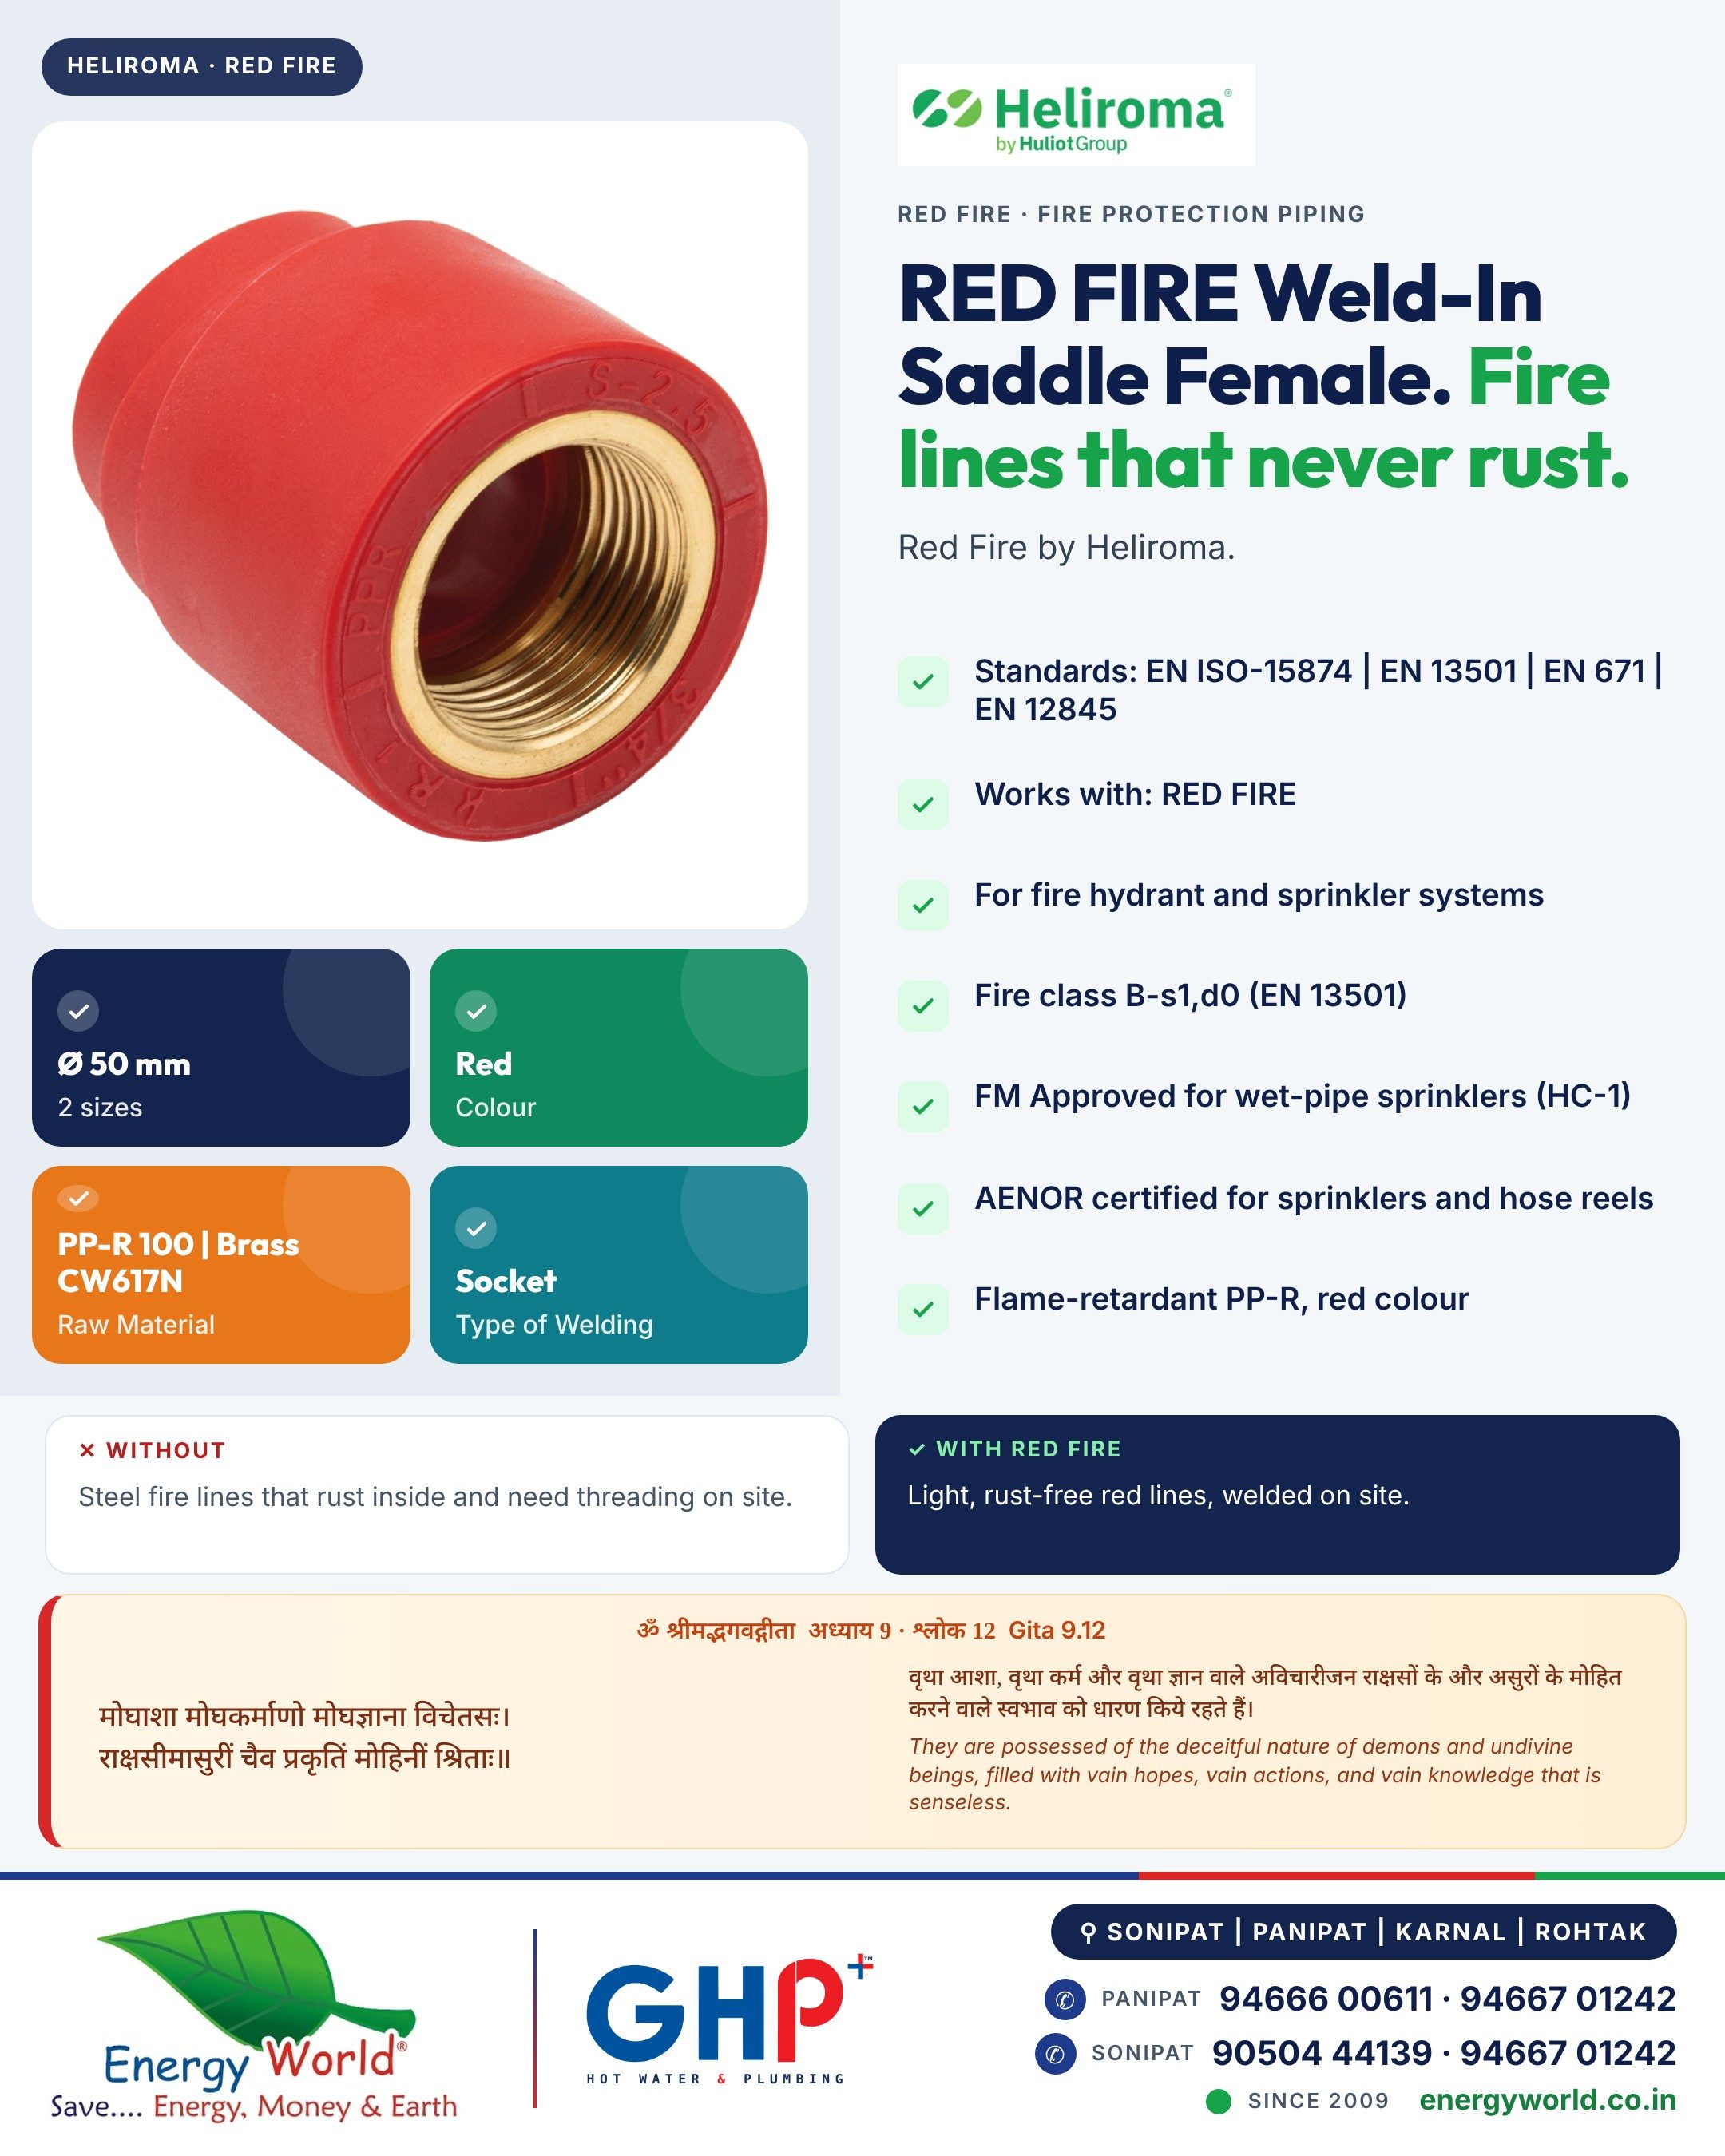 HELIROMA · RED FIRE
S-2.5
PPR
3/4"
KR1
Heliroma®
by Huliot Group
RED FIRE · FIRE PROTECTION PIPING
RED FIRE Weld-In
Saddle Female. Fire
lines that never rust.
Red Fire by Heliroma.
Standards: EN ISO-15874 | EN 13501 | EN 671 |
EN 12845
Works with: RED FIRE
For fire hydrant and sprinkler systems
Fire class B-s1,d0 (EN 13501)
FM Approved for wet-pipe sprinklers (HC-1)
AENOR certified for sprinklers and hose reels
Flame-retardant PP-R, red colour
Ø 50 mm
2 sizes
Red
Colour
PP-R 100 | Brass
CW617N
Raw Material
Socket
Type of Welding
× WITHOUT
Steel fire lines that rust inside and need threading on site.
✓ WITH RED FIRE
Light, rust-free red lines, welded on site.
ॐ श्रीमद्भगवद्गीता अध्याय 9 · श्लोक 12 Gita 9.12
मोघाशा मोघकर्माणो मोघज्ञाना विचेतसः।
राक्षसीमासुरीं चैव प्रकृतिं मोहिनीं श्रिताः॥
वृथा आशा, वृथा कर्म और वृथा ज्ञान वाले अविचारीजन राक्षसों के और असुरों के मोहित
करने वाले स्वभाव को धारण किये रहते हैं।
They are possessed of the deceitful nature of demons and undivine
beings, filled with vain hopes, vain actions, and vain knowledge that is
senseless.
Energy World®
Save.... Energy, Money & Earth
GHP+™
HOT WATER & PLUMBING
SONIPAT | PANIPAT | KARNAL | ROHTAK
PANIPAT 94666 00611 · 94667 01242
SONIPAT 90504 44139 · 94667 01242
SINCE 2009 energyworld.co.in